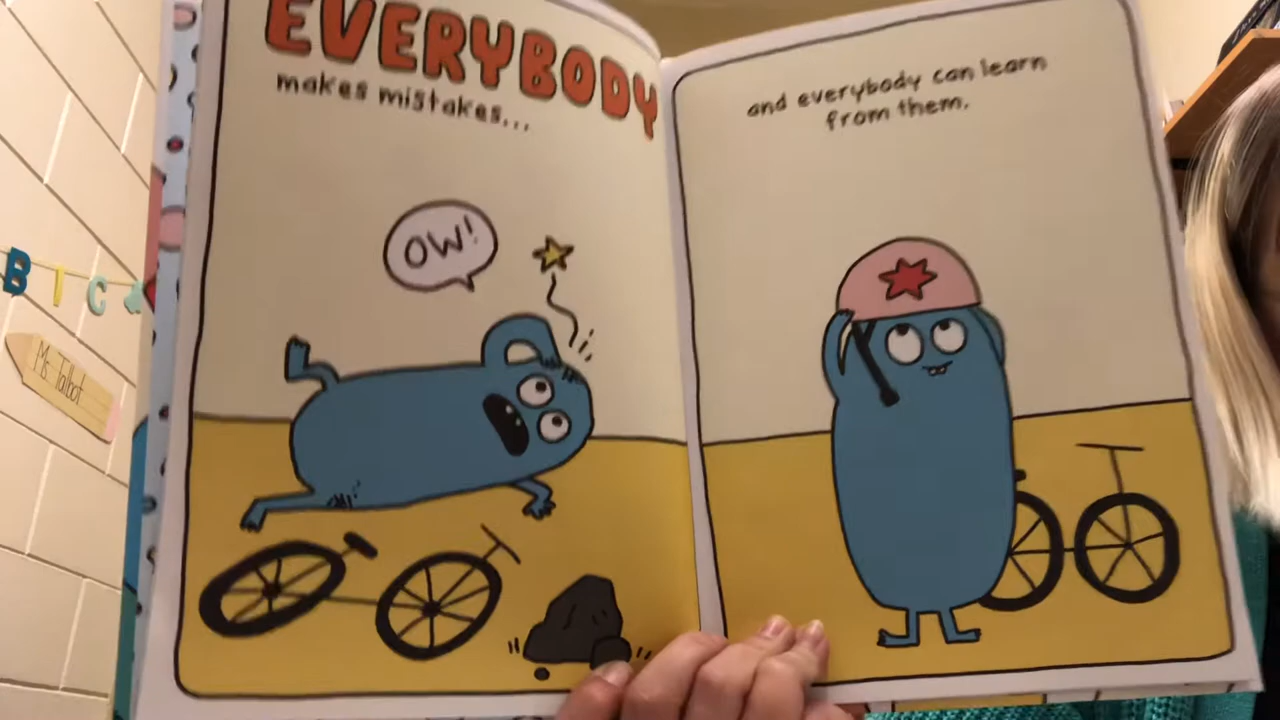 EVERYBODY
makes mistakes...
OW!
and everybody can learn
from them.
B I C
Ms. Talbot